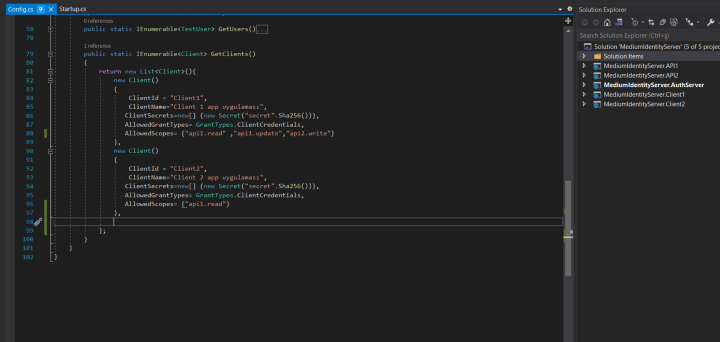 Config.cs
Startup.cs
0 references
58 public static IEnumerable<TestUser> GetUsers()...
78
1 reference
79 public static IEnumerable<Client> GetClients()
80 {
81 return new List<Client>(){
82 new Client()
83 {
84 ClientId = "Client1",
85 ClientName="Client 1 app uygulaması",
86 ClientSecrets=new[] {new Secret("secret".Sha256())},
87 AllowedGrantTypes= GrantTypes.ClientCredentials,
88 AllowedScopes= {"api1.read" ,"api1.update","api2.write"}
89 },
90 new Client()
91 {
92 ClientId = "Client2",
93 ClientName="Client 2 app uygulaması",
94 ClientSecrets=new[] {new Secret("secret".Sha256())},
95 AllowedGrantTypes= GrantTypes.ClientCredentials,
96 AllowedScopes= {"api1.read"}
97 },
98
99 };
100 }
101 }
102 }
Solution Explorer
Search Solution Explorer (Ctrl+ş)
Solution 'MediumIdentityServer' (5 of 5 projec
Solution Items
MediumIdentityServer.API1
MediumIdentityServer.API2
MediumIdentityServer.AuthServer
MediumIdentityServer.Client1
MediumIdentityServer.Client2